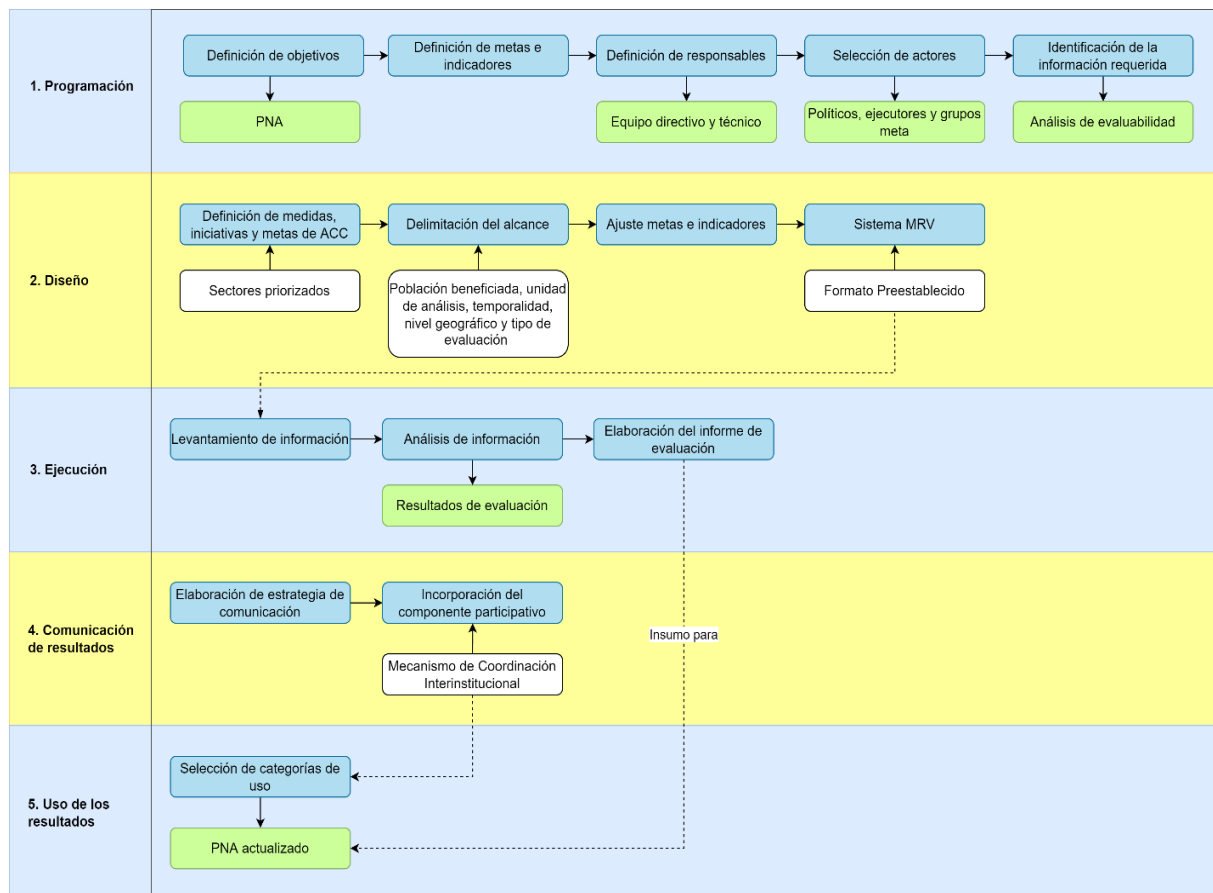 1. Programación
Definición de objetivos
Definición de metas e
indicadores
Definición de responsables
Selección de actores
Identificación de la
información requerida
PNA
Equipo directivo y técnico
Políticos, ejecutores y grupos
meta
Análisis de evaluabilidad
2. Diseño
Definición de medidas,
iniciativas y metas de ACC
Delimitación del alcance
Ajuste metas e indicadores
Sistema MRV
Sectores priorizados
Población beneficiada, unidad
de análisis, temporalidad,
nivel geográfico y tipo de
evaluación
Formato Preestablecido
3. Ejecución
Levantamiento de información
Análisis de información
Elaboración del informe de
evaluación
Resultados de evaluación
4. Comunicación
de resultados
Elaboración de estrategia de
comunicación
Incorporación del
componente participativo
Insumo para
Mecanismo de Coordinación
Interinstitucional
5. Uso de los
resultados
Selección de categorías de
uso
PNA actualizado